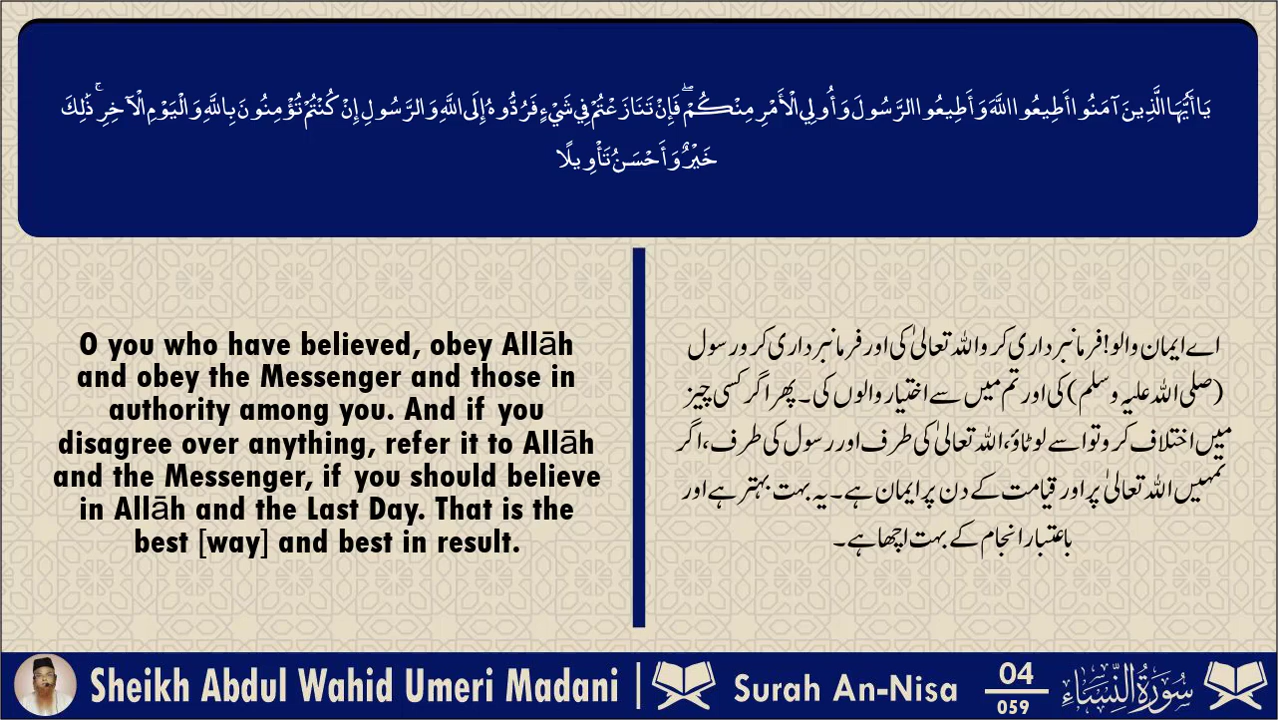 يَا أَيُّهَا الَّذِينَ آمَنُوا أَطِيعُوا اللَّهَ وَأَطِيعُوا الرَّسُولَ وَأُولِي الْأَمْرِ مِنْكُمْ ۖ فَإِنْ تَنَازَعْتُمْ فِي شَيْءٍ فَرُدُّوهُ إِلَى اللَّهِ وَالرَّسُولِ إِنْ كُنْتُمْ تُؤْمِنُونَ بِاللَّهِ وَالْيَوْمِ الْآخِرِ ۚ ذَٰلِكَ
خَيْرٌ وَأَحْسَنُ تَأْوِيلًا
O you who have believed, obey Allāh
and obey the Messenger and those in
authority among you. And if you
disagree over anything, refer it to Allāh
and the Messenger, if you should believe
in Allāh and the Last Day. That is the
best [way] and best in result.
اے ایمان والو! فرمانبرداری کرو اللہ تعالیٰ کی اور فرمانبرداری کرو رسول
(صلی اللہ علیہ وسلم) کی اور تم میں سے اختیار والوں کی۔ پھر اگر کسی چیز
میں اختلاف کرو تو اسے لوٹاؤ، اللہ تعالیٰ کی طرف اور رسول کی طرف، اگر
تمہیں اللہ تعالیٰ پر اور قیامت کے دن پر ایمان ہے۔ یہ بہت بہتر ہے اور
باعتبار انجام کے بہت اچھا ہے۔
Sheikh Abdul Wahid Umeri Madani | Surah An-Nisa 04
059
سُورَةُ النِّسَاء